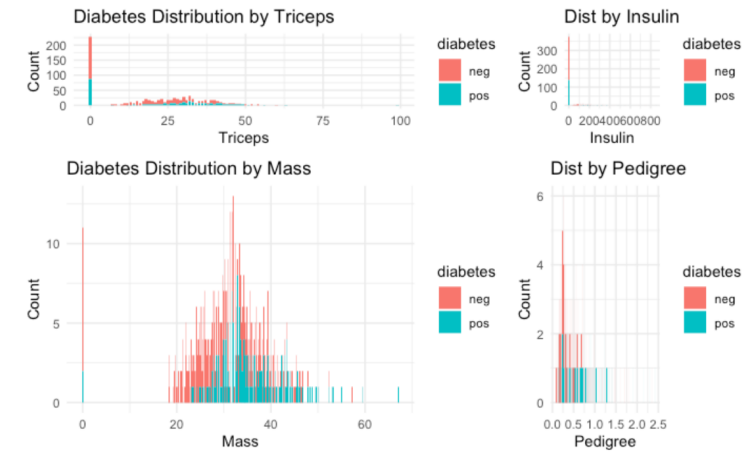 Diabetes Distribution by Triceps
Count
200
150
100
50
0
0 25 50 75 100
Triceps
diabetes
neg
pos
Dist by Insulin
Count
300
200
100
0
0 200400600800
Insulin
diabetes
neg
pos
Diabetes Distribution by Mass
Count
10
5
0
0 20 40 60
Mass
diabetes
neg
pos
Dist by Pedigree
Count
6
4
2
0
0.0 0.5 1.0 1.5 2.0 2.5
Pedigree
diabetes
neg
pos